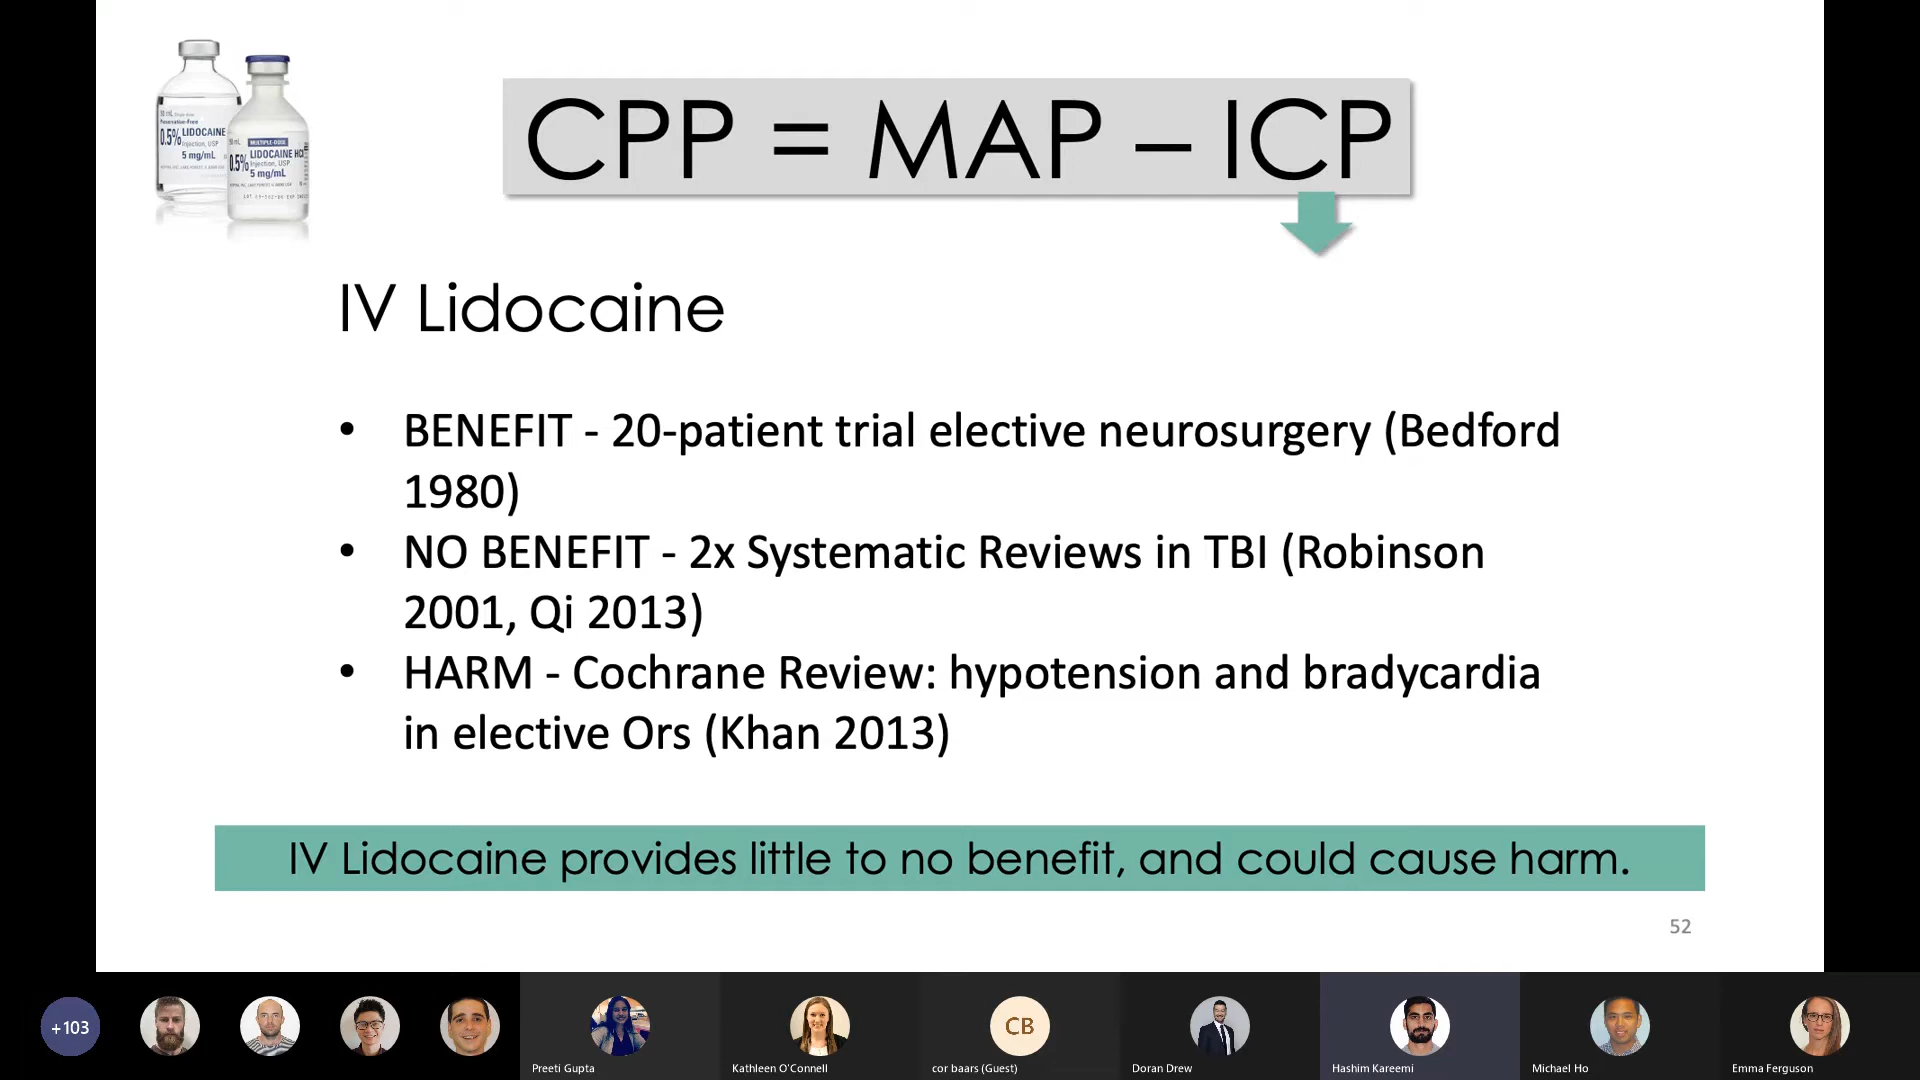 CPP = MAP – ICP
0.5% LIDOCAINE
Injection, USP
5 mg/mL
MULTIPLE-DOSE
0.5% LIDOCAINE HCl
Injection, USP
5 mg/mL
IV Lidocaine
• BENEFIT - 20-patient trial elective neurosurgery (Bedford
1980)
• NO BENEFIT - 2x Systematic Reviews in TBI (Robinson
2001, Qi 2013)
• HARM - Cochrane Review: hypotension and bradycardia
in elective Ors (Khan 2013)
IV Lidocaine provides little to no benefit, and could cause harm.
52
+103
CB
Preeti Gupta
Kathleen O'Connell
cor baars (Guest)
Doran Drew
Hashim Kareemi
Michael Ho
Emma Ferguson